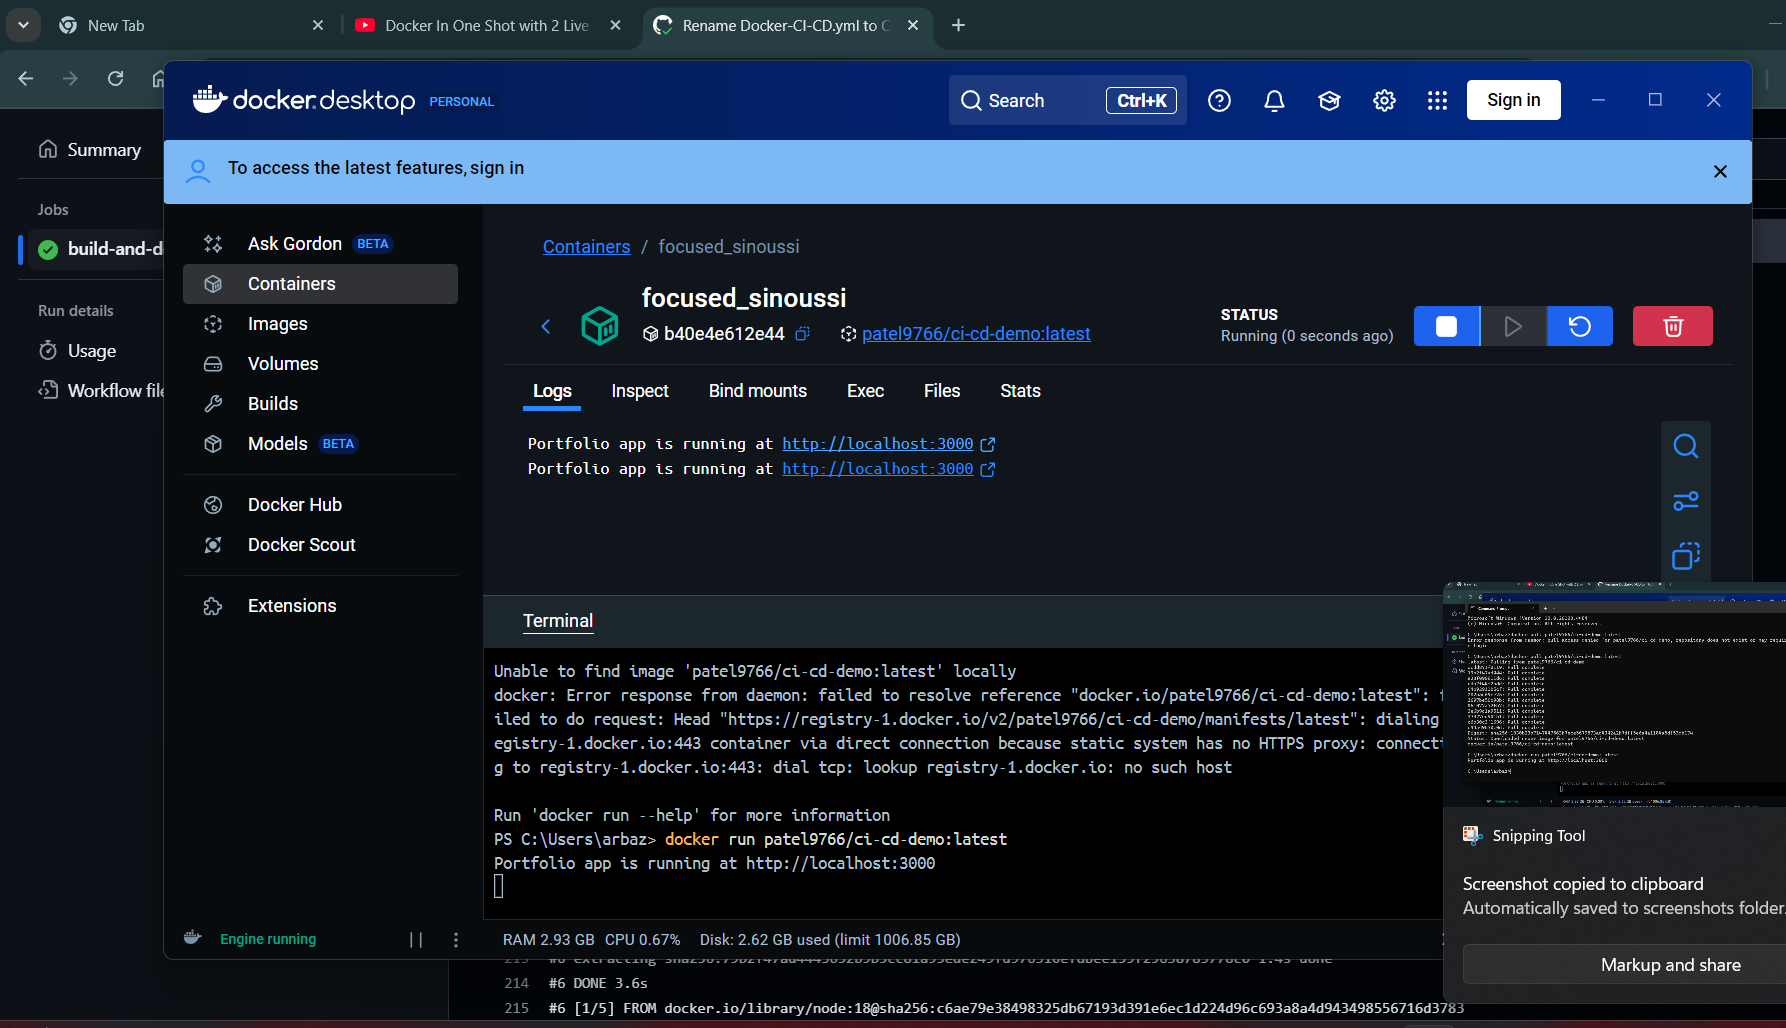 New Tab
Docker In One Shot with 2 Live
Rename Docker-CI-CD.yml to C
docker.desktop PERSONAL
Search Ctrl+K
Sign in
To access the latest features, sign in
Summary
Jobs
build-and-d
Run details
Usage
Workflow file
Ask Gordon BETA
Containers
Images
Volumes
Builds
Models BETA
Docker Hub
Docker Scout
Extensions
Containers / focused_sinoussi
focused_sinoussi
b40e4e612e44 patel9766/ci-cd-demo:latest
STATUS
Running (0 seconds ago)
Logs Inspect Bind mounts Exec Files Stats
Portfolio app is running at http://localhost:3000
Portfolio app is running at http://localhost:3000
Terminal
Unable to find image 'patel9766/ci-cd-demo:latest' locally
docker: Error response from daemon: failed to resolve reference "docker.io/patel9766/ci-cd-demo:latest": f
iled to do request: Head "https://registry-1.docker.io/v2/patel9766/ci-cd-demo/manifests/latest": dialing
egistry-1.docker.io:443 container via direct connection because static system has no HTTPS proxy: connecti
g to registry-1.docker.io:443: dial tcp: lookup registry-1.docker.io: no such host
Run 'docker run --help' for more information
PS C:\Users\arbaz> docker run patel9766/ci-cd-demo:latest
Portfolio app is running at http://localhost:3000
Engine running
RAM 2.93 GB CPU 0.67% Disk: 2.62 GB used (limit 1006.85 GB)
214 #6 DONE 3.6s
215 #6 [1/5] FROM docker.io/library/node:18@sha256:c6ae79e38498325db67193d391e6ec1d224d96c693a8a4d943498556716d3783
Snipping Tool
Screenshot copied to clipboard
Automatically saved to screenshots folder.
Markup and share